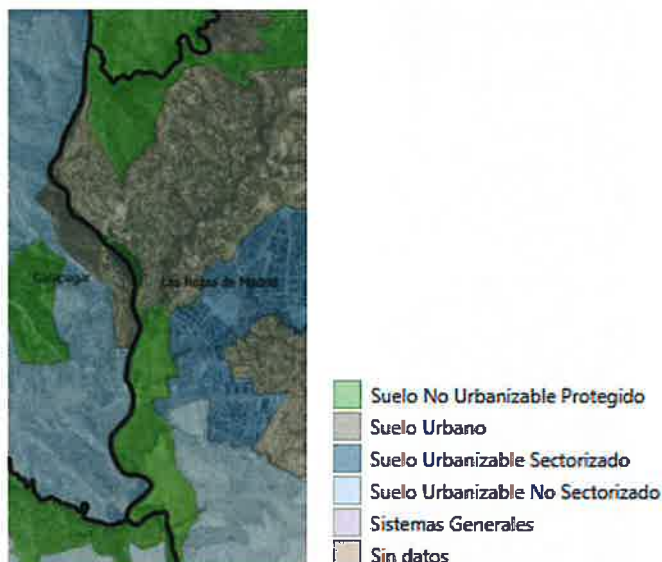 Galapagar
Las Rozas de Madrid
Suelo No Urbanizable Protegido
Suelo Urbano
Suelo Urbanizable Sectorizado
Suelo Urbanizable No Sectorizado
Sistemas Generales
Sin datos